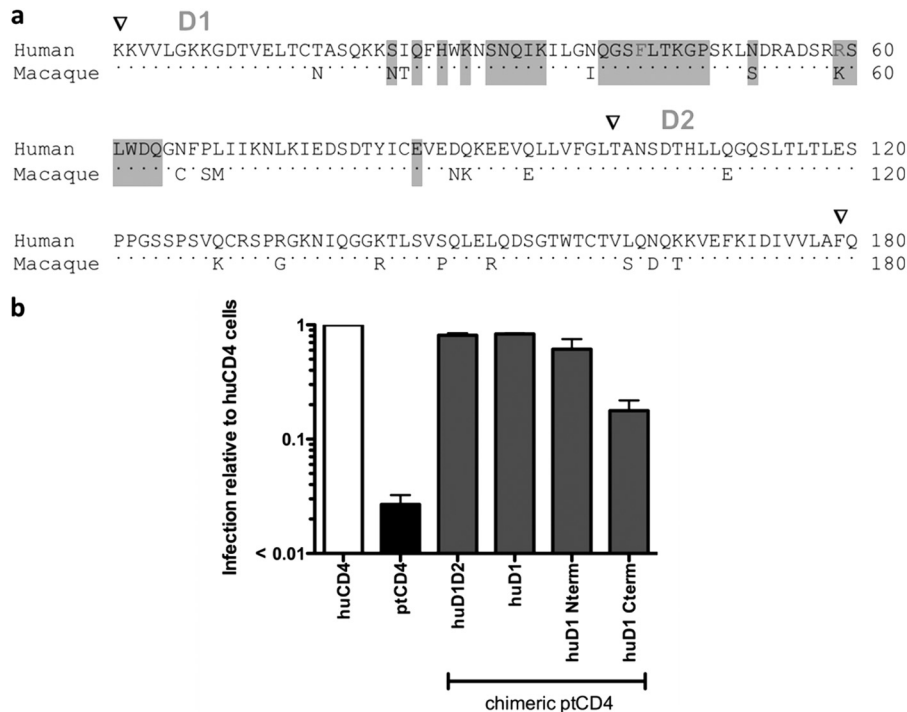 a
D1
Human KKVVLGKKGDTVELTCTASQKKSIQFHWKNSNQIKILGNQGSFLTKGPSKLNDRADSRRS 60
Macaque ................N.....NT..............I............S......K. 60
D2
Human LWDQGNFPLIIKNLKIEDSDTYICEVEDQKEEVQLLVFGLTANSDTHLLQGQSLTLTLES 120
Macaque .....C.SM..................NK....E...............E.......... 120
Human PPGSSPSVQCRSPRGKNIQGGKTLSVSQLELQDSGTWTCTVLQNQKKVEFKIDIVVLAFQ 180
Macaque ........K....G.......R....P...R..........S.D.K.............. 180
b
Infection relative to huCD4 cells
1
0.1
< 0.01
huCD4
ptCD4
huD1D2
huD1
huD1 Nterm
huD1 Cterm
chimeric ptCD4